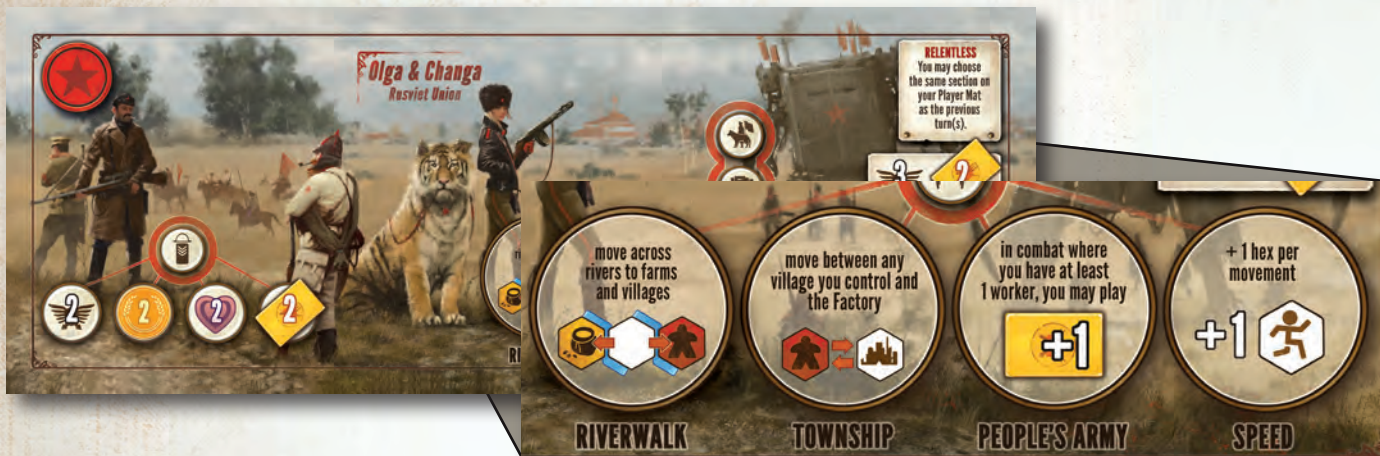 Olga & Changa
Rusviet Union
RELENTLESS
You may choose
the same section on
your Player Mat
as the previous
turn(s).
3
2
2
2
2
2
move across
rivers to farms
and villages
RIVERWALK
move between any
village you control and
the Factory
TOWNSHIP
in combat where
you have at least
1 worker, you may play
+1
PEOPLE'S ARMY
+ 1 hex per
movement
+1
SPEED